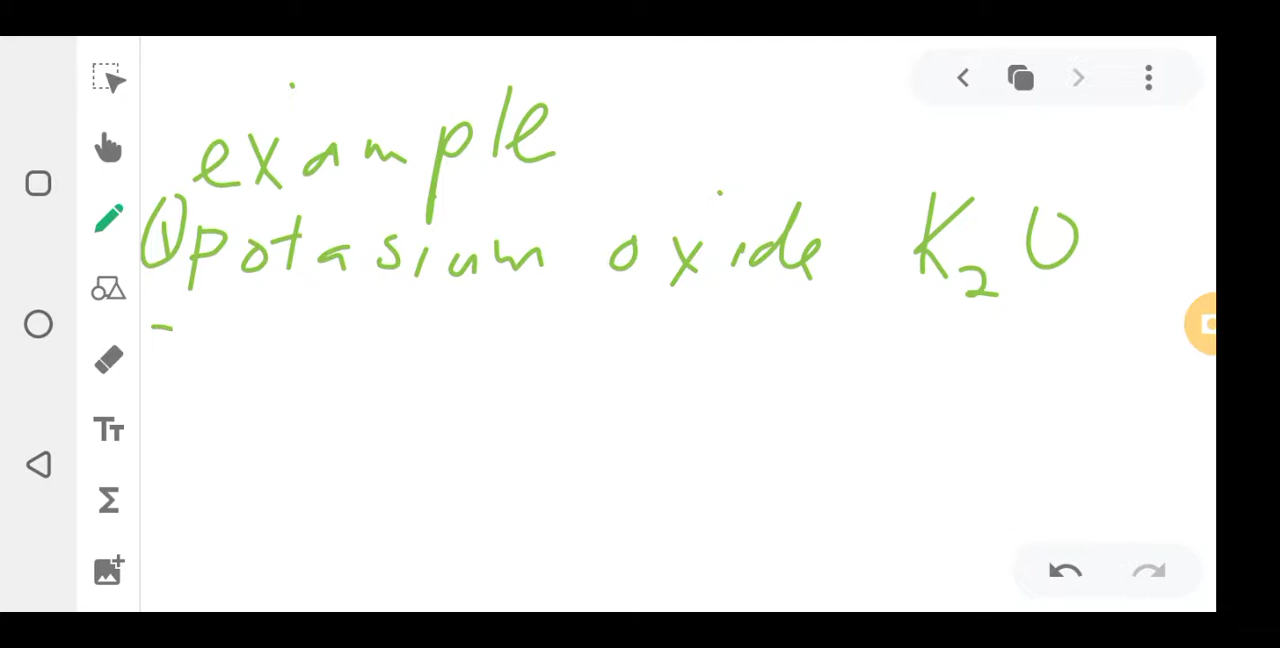 example
① potasium oxide K₂O
-